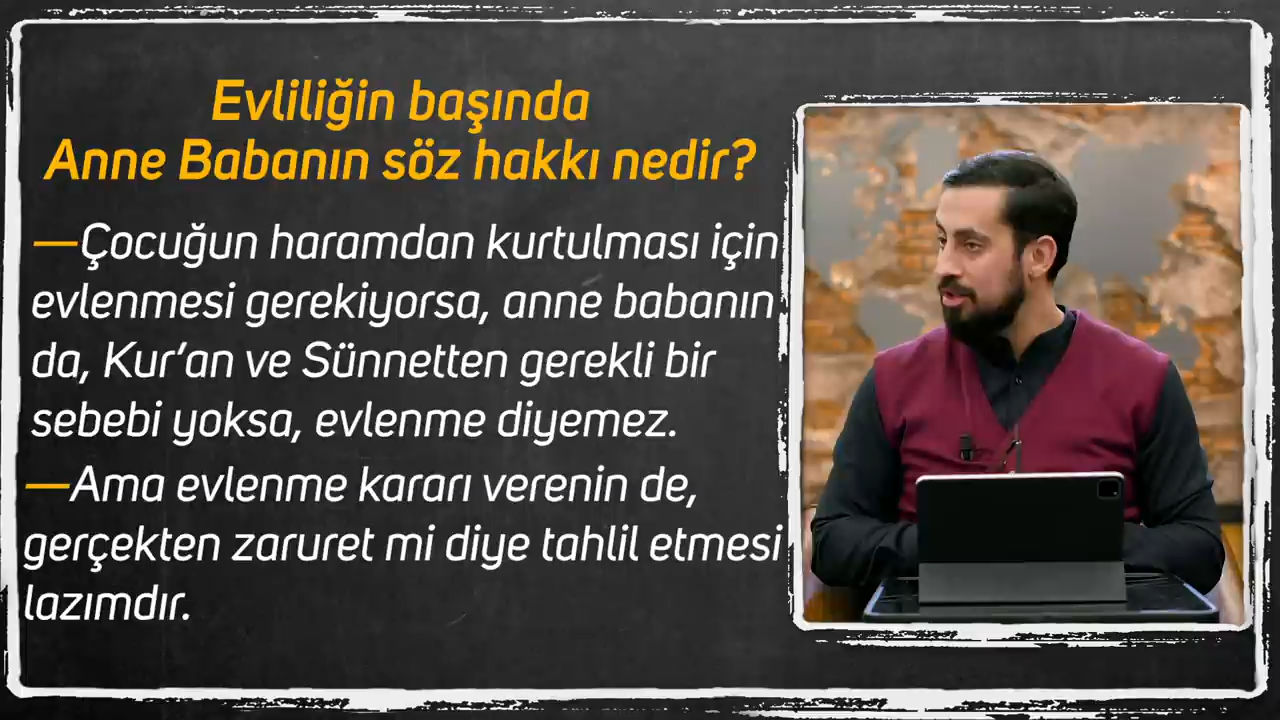 Evliliğin başında
Anne Babanın söz hakkı nedir?
—Çocuğun haramdan kurtulması için
evlenmesi gerekiyorsa, anne babanın
da, Kur’an ve Sünnetten gerekli bir
sebebi yoksa, evlenme diyemez.
—Ama evlenme kararı verenin de,
gerçekten zaruret mi diye tahlil etmesi
lazımdır.